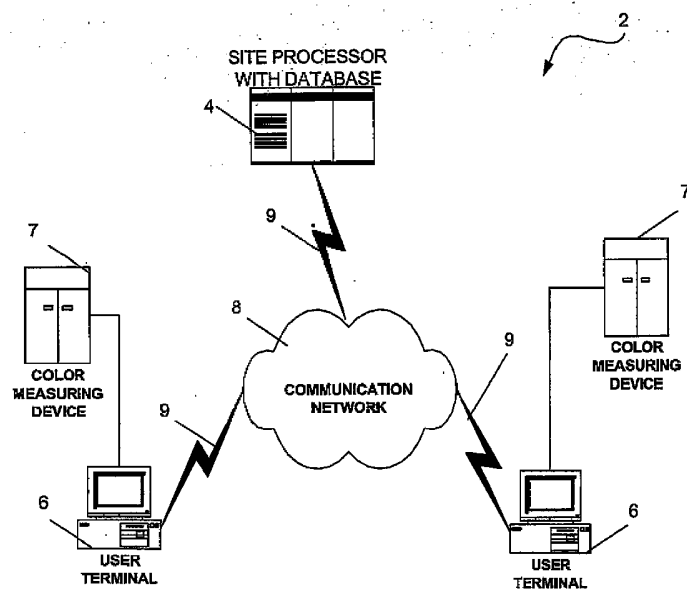 2
SITE PROCESSOR
WITH DATABASE
4
9
7
7
8
COLOR
MEASURING
DEVICE
COMMUNICATION
NETWORK
9
9
COLOR
MEASURING
DEVICE
6
6
USER
TERMINAL
USER
TERMINAL